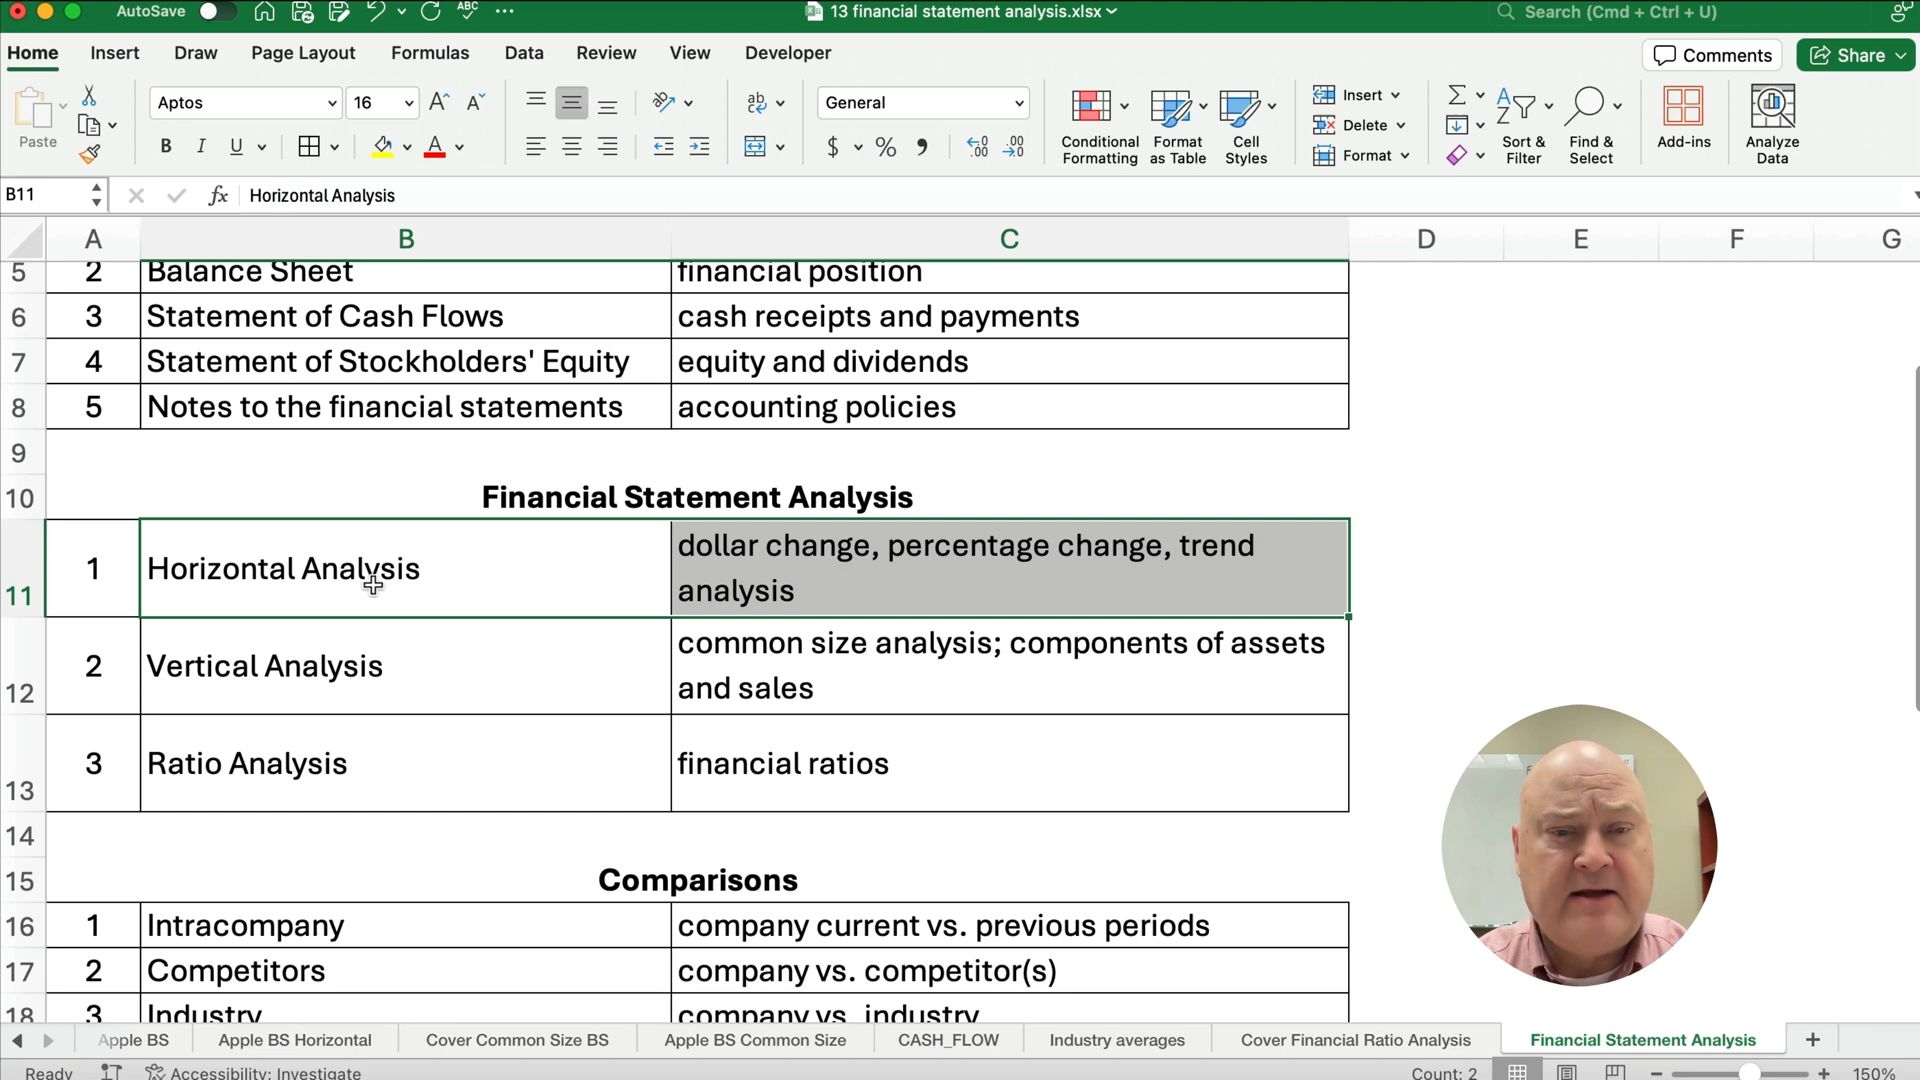 AutoSave
ABC
13 financial statement analysis.xlsx
Search (Cmd + Ctrl + U)
Home Insert Draw Page Layout Formulas Data Review View Developer
Comments Share
Paste
Aptos 16
General
B I U A
ab
$ % 9
Conditional Formatting
Format as Table
Cell Styles
Insert
Delete
Format
Sort & Filter
Find & Select
Add-ins
Analyze Data
B11 fx Horizontal Analysis
A B C D E F G
5 2 Balance Sheet financial position
6 3 Statement of Cash Flows cash receipts and payments
7 4 Statement of Stockholders' Equity equity and dividends
8 5 Notes to the financial statements accounting policies
9
10 Financial Statement Analysis
11 1 Horizontal Analysis dollar change, percentage change, trend analysis
12 2 Vertical Analysis common size analysis; components of assets and sales
13 3 Ratio Analysis financial ratios
14
15 Comparisons
16 1 Intracompany company current vs. previous periods
17 2 Competitors company vs. competitor(s)
18 3 Industry company vs. industry
Apple BS Apple BS Horizontal Cover Common Size BS Apple BS Common Size CASH_FLOW Industry averages Cover Financial Ratio Analysis Financial Statement Analysis
Ready Accessibility: Investigate Count: 2 150%